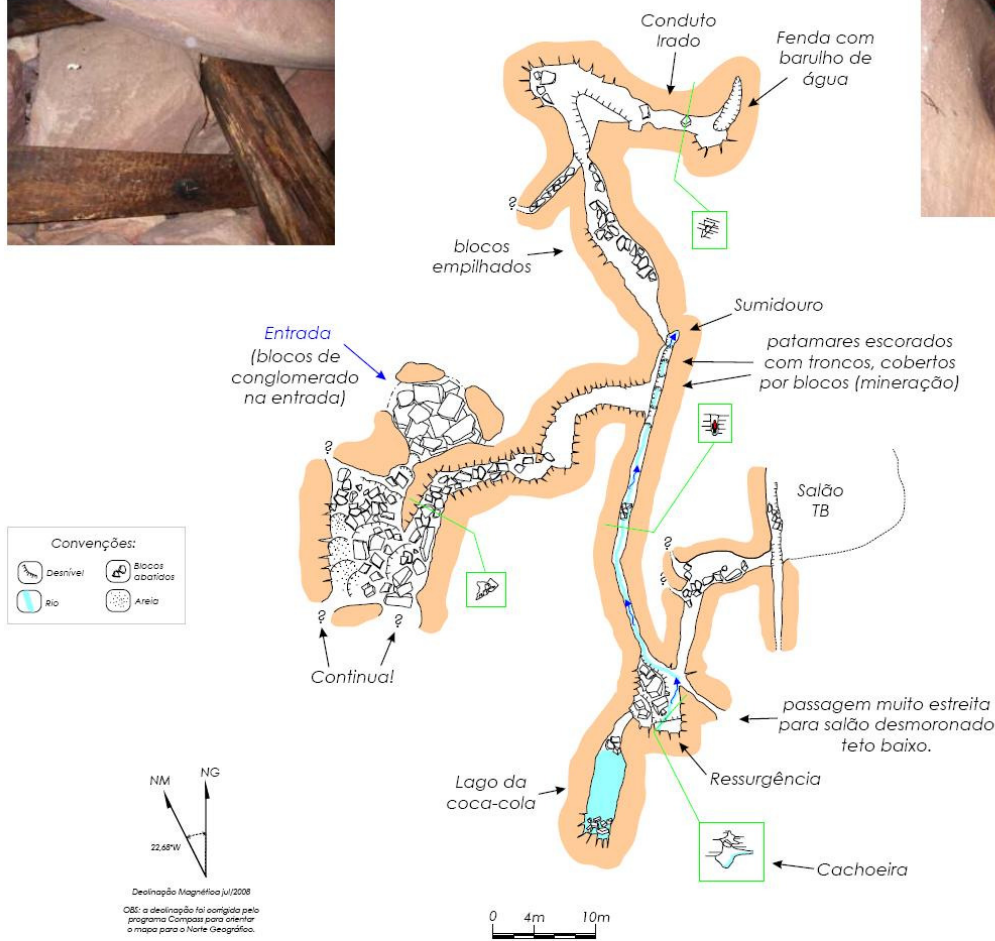 Conduto
Irado
Fenda com
barulho de
água
?
blocos
empilhados
Sumidouro
Entrada
(blocos de
conglomerado
na entrada)
patamares escorados
com troncos, cobertos
por blocos (mineração)
?
?
Salão
TB
?
?
Convenções:
Desnível
Blocos
abatidos
Rio
Areia
?
?
Continua!
passagem muito estreita
para salão desmoronado
teto baixo.
Ressurgência
Lago da
coca-cola
Cachoeira
NM
NG
22,68°W
Declinação Magnética jul/2008
OBS: a declinação foi corrigida pelo
programa Compass para orientar
o mapa para o Norte Geográfico.
0 4m 10m